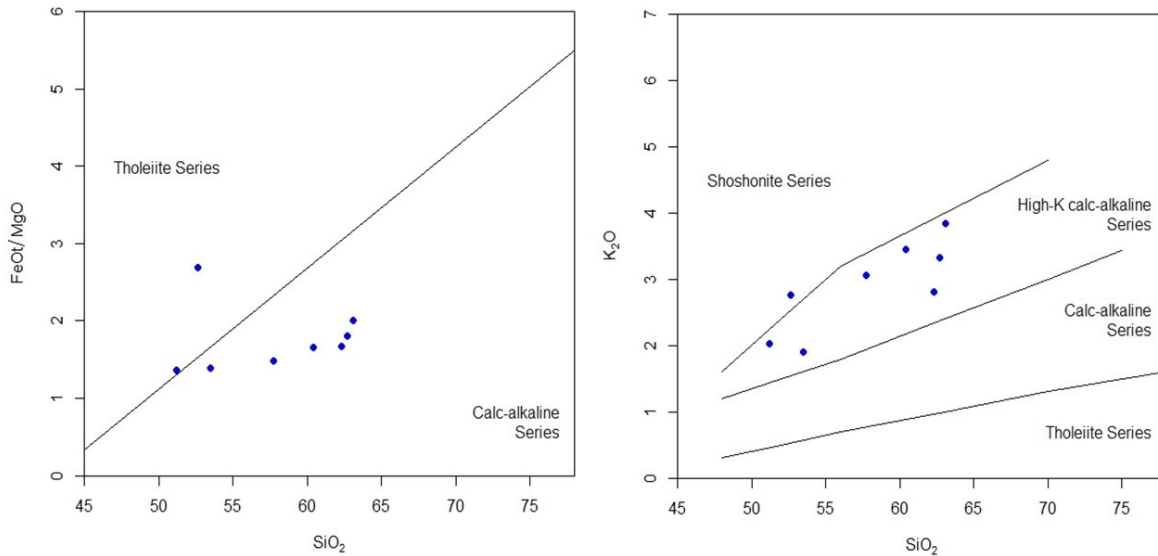 6
5
4
3
2
1
0
FeOt/MgO
Tholeiite Series
Calc-alkaline
Series
45
50
55
60
65
70
75
SiO₂
7
6
5
4
3
2
1
0
K₂O
Shoshonite Series
High-K calc-alkaline
Series
Calc-alkaline
Series
Tholeiite Series
45
50
55
60
65
70
75
SiO₂